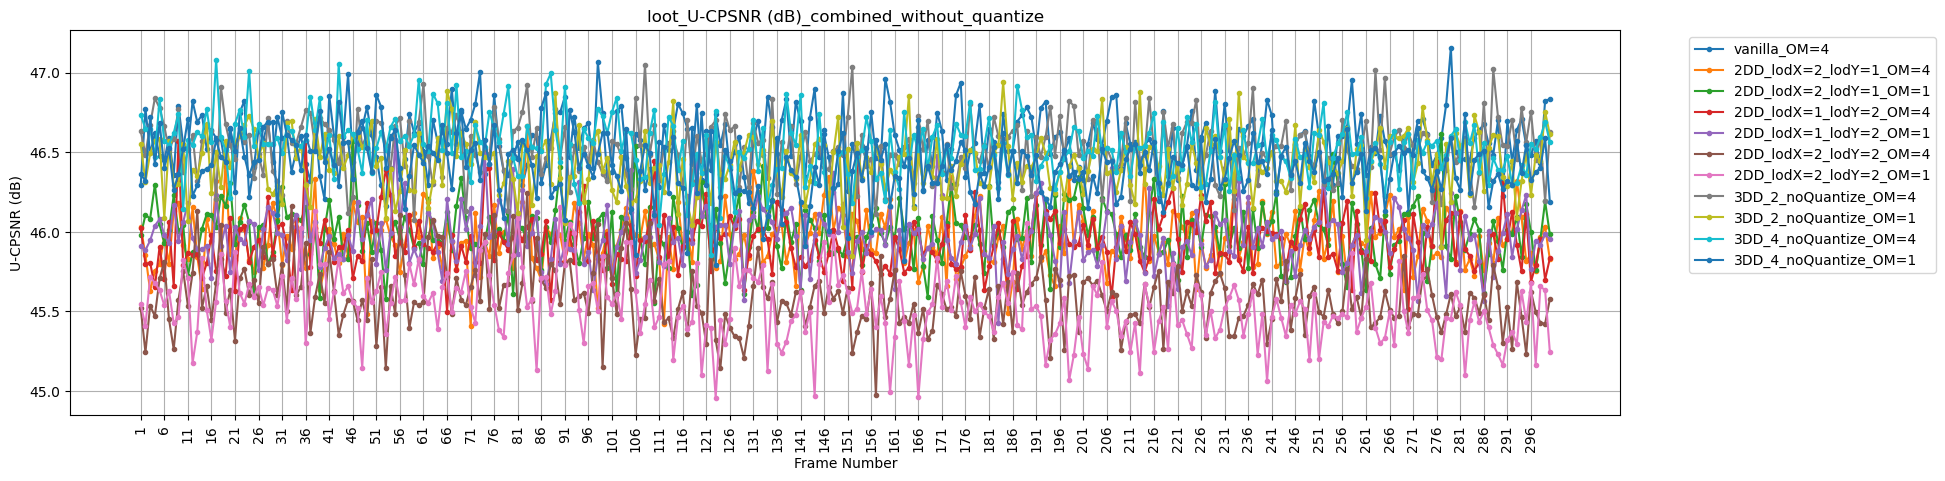 loot_U-CPSNR (dB)_combined_without_quantize
U-CPSNR (dB)
47.0
46.5
46.0
45.5
45.0
1 6 11 16 21 26 31 36 41 46 51 56 61 66 71 76 81 86 91 96 101 106 111 116 121 126 131 136 141 146 151 156 161 166 171 176 181 186 191 196 201 206 211 216 221 226 231 236 241 246 251 256 261 266 271 276 281 286 291 296
Frame Number
vanilla_OM=4
2DD_lodX=2_lodY=1_OM=4
2DD_lodX=2_lodY=1_OM=1
2DD_lodX=1_lodY=2_OM=4
2DD_lodX=1_lodY=2_OM=1
2DD_lodX=2_lodY=2_OM=4
2DD_lodX=2_lodY=2_OM=1
3DD_2_noQuantize_OM=4
3DD_2_noQuantize_OM=1
3DD_4_noQuantize_OM=4
3DD_4_noQuantize_OM=1